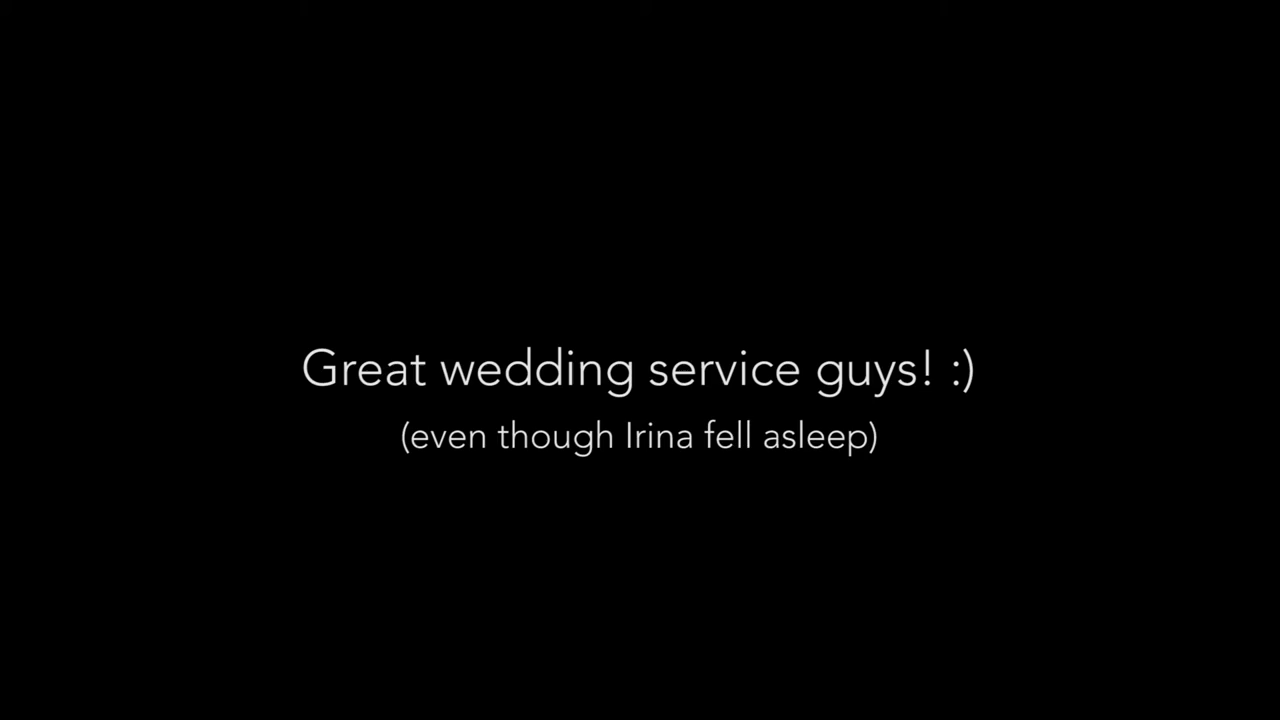 Great wedding service guys! :)
(even though Irina fell asleep)